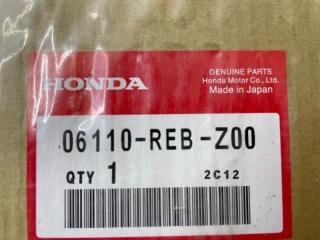 HONDA
GENUINE PARTS
Honda Motor Co., Ltd.
Made in Japan
06110-REB-Z00
QTY 1 2C12